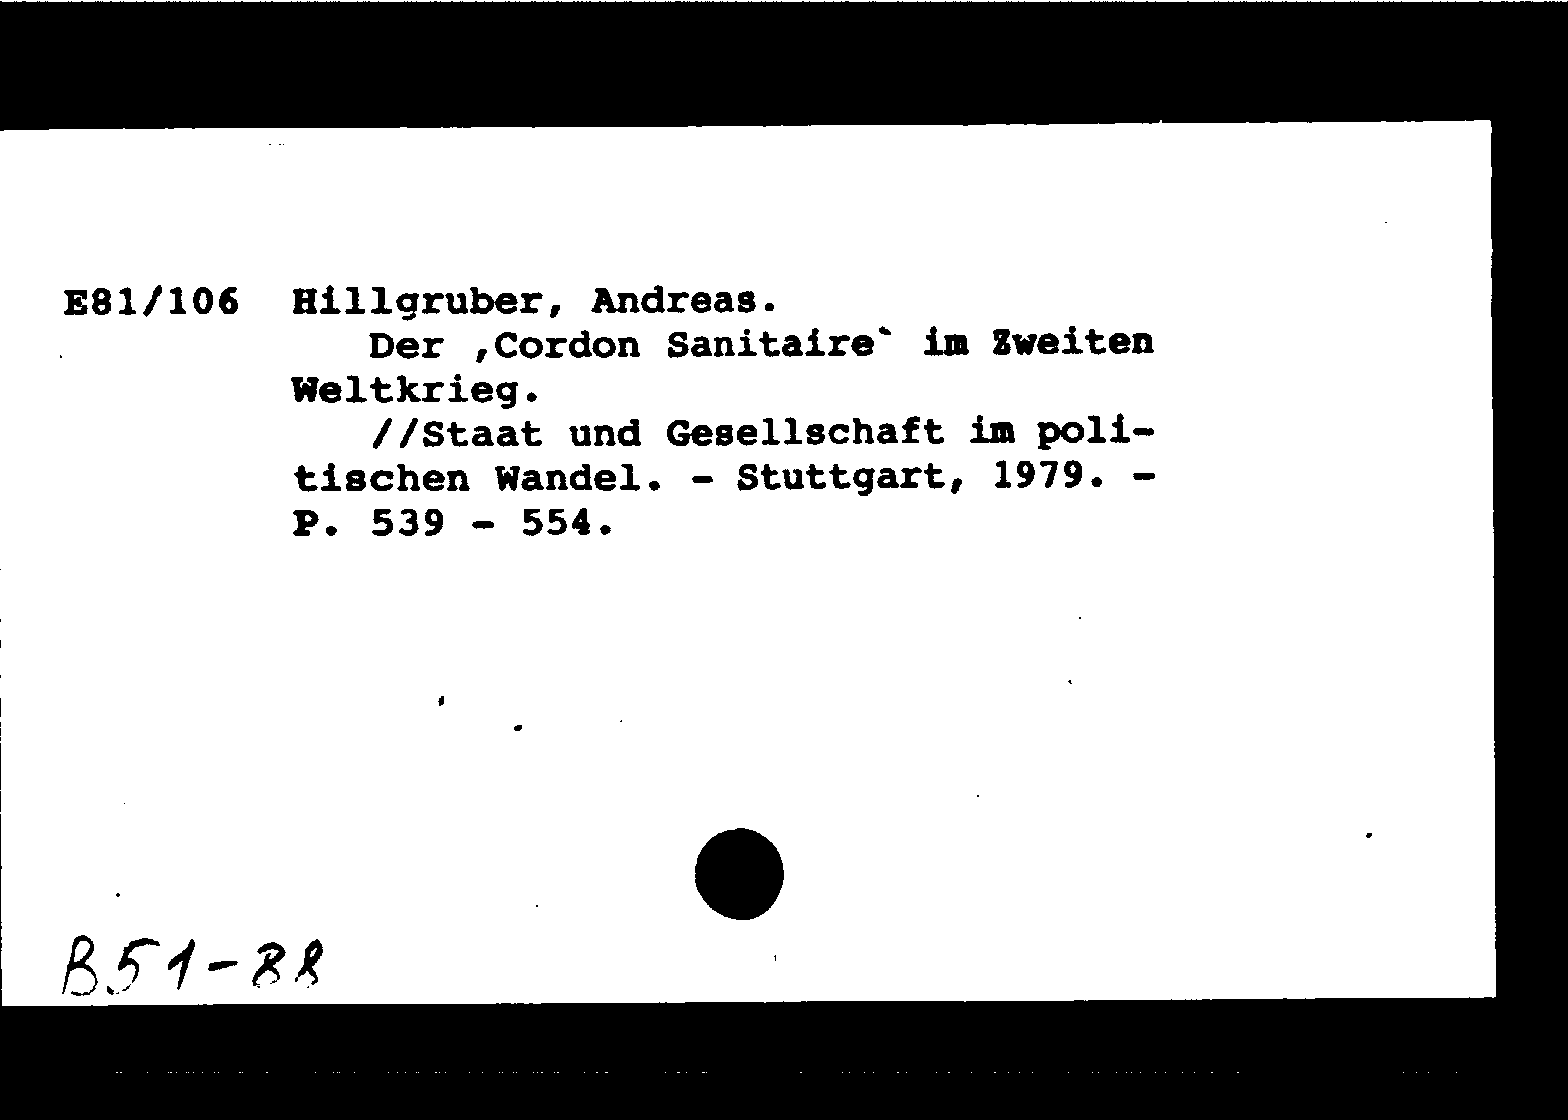 E81/106 Hillgruber, Andreas.
Der ‚Cordon Sanitaire‛ im Zweiten
Weltkrieg.
//Staat und Gesellschaft im poli-
tischen Wandel. - Stuttgart, 1979. -
P. 539 - 554.
B51-88